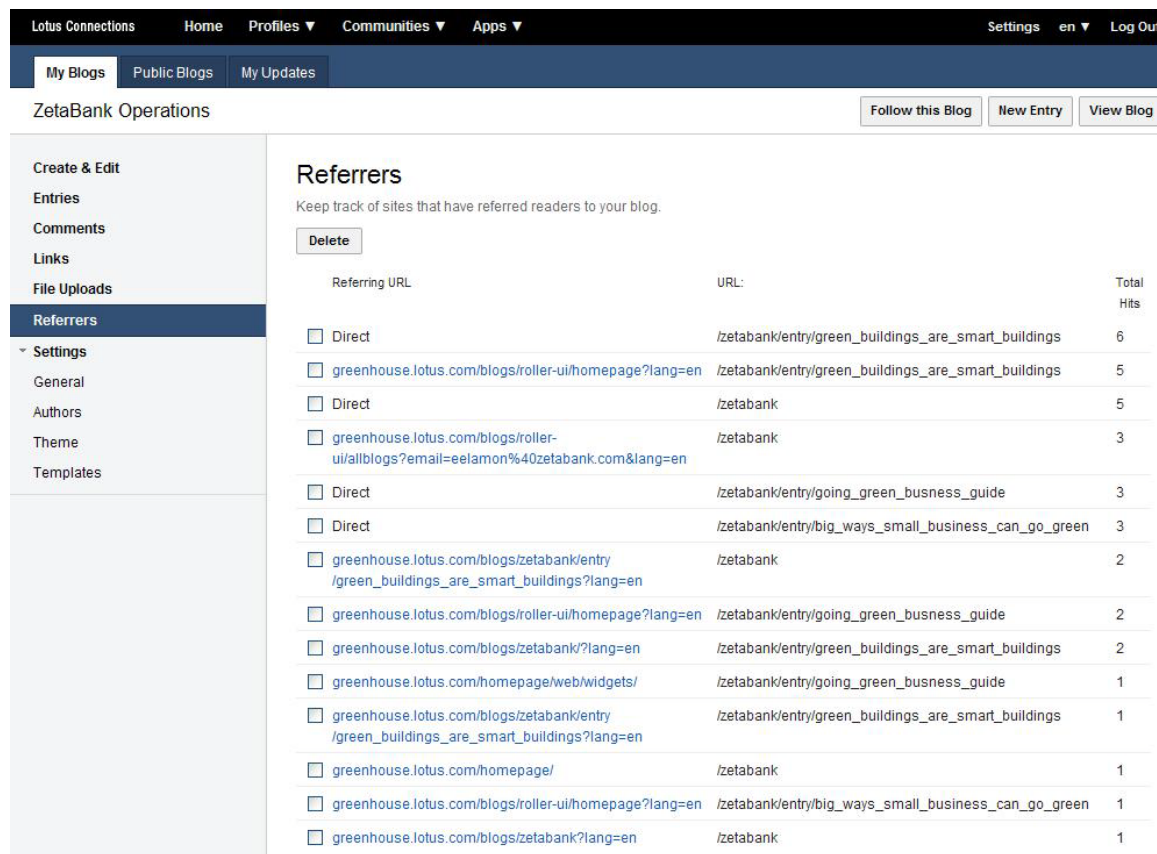 Lotus Connections Home Profiles ▼ Communities ▼ Apps ▼ Settings en ▼ Log Out
My Blogs Public Blogs My Updates
ZetaBank Operations Follow this Blog New Entry View Blog
Create & Edit
Entries
Comments
Links
File Uploads
Referrers
Settings
General
Authors
Theme
Templates
Referrers
Keep track of sites that have referred readers to your blog.
Delete
Referring URL URL: Total
Hits
Direct /zetabank/entry/green_buildings_are_smart_buildings 6
greenhouse.lotus.com/blogs/roller-ui/homepage?lang=en /zetabank/entry/green_buildings_are_smart_buildings 5
Direct /zetabank 5
greenhouse.lotus.com/blogs/roller- /zetabank 3
ui/allblogs?email=eelamon%40zetabank.com&lang=en
Direct /zetabank/entry/going_green_busness_guide 3
Direct /zetabank/entry/big_ways_small_business_can_go_green 3
greenhouse.lotus.com/blogs/zetabank/entry /zetabank 2
/green_buildings_are_smart_buildings?lang=en
greenhouse.lotus.com/blogs/roller-ui/homepage?lang=en /zetabank/entry/going_green_busness_guide 2
greenhouse.lotus.com/blogs/zetabank/?lang=en /zetabank/entry/green_buildings_are_smart_buildings 2
greenhouse.lotus.com/homepage/web/widgets/ /zetabank/entry/going_green_busness_guide 1
greenhouse.lotus.com/blogs/zetabank/entry /zetabank/entry/green_buildings_are_smart_buildings 1
/green_buildings_are_smart_buildings?lang=en
greenhouse.lotus.com/homepage/ /zetabank 1
greenhouse.lotus.com/blogs/roller-ui/homepage?lang=en /zetabank/entry/big_ways_small_business_can_go_green 1
greenhouse.lotus.com/blogs/zetabank?lang=en /zetabank 1